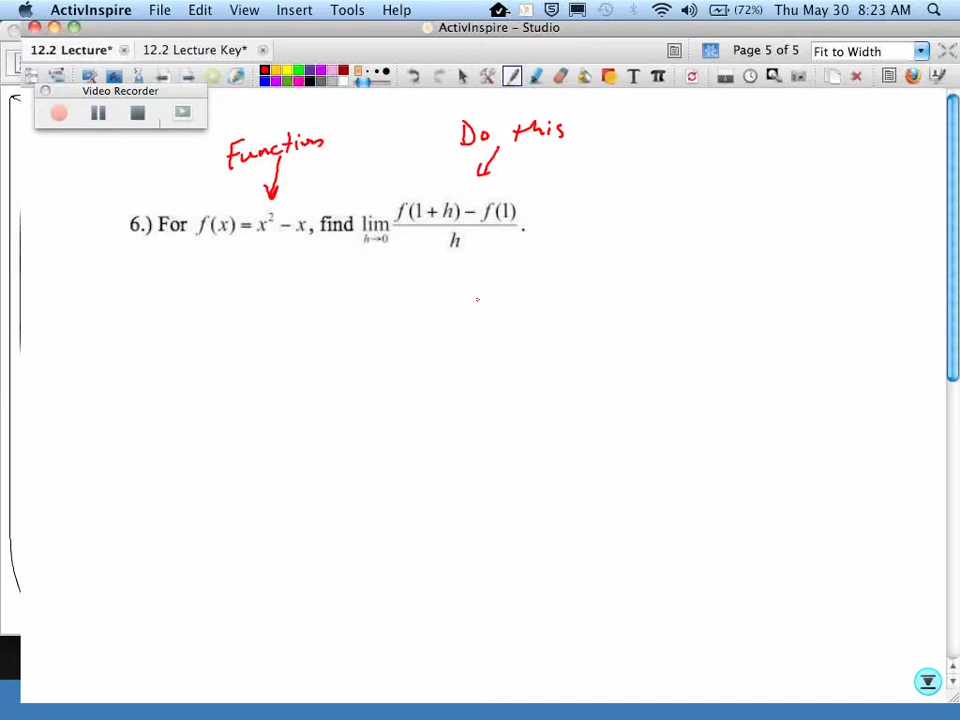 ActivInspire File Edit View Insert Tools Help (72%) Thu May 30 8:23 AM
ActivInspire – Studio
12.2 Lecture* 12.2 Lecture Key* Page 5 of 5 Fit to Width
Video Recorder
Function Do this
6.) For f(x) = x² − x, find lim h→0 f(1 + h) − f(1) / h .